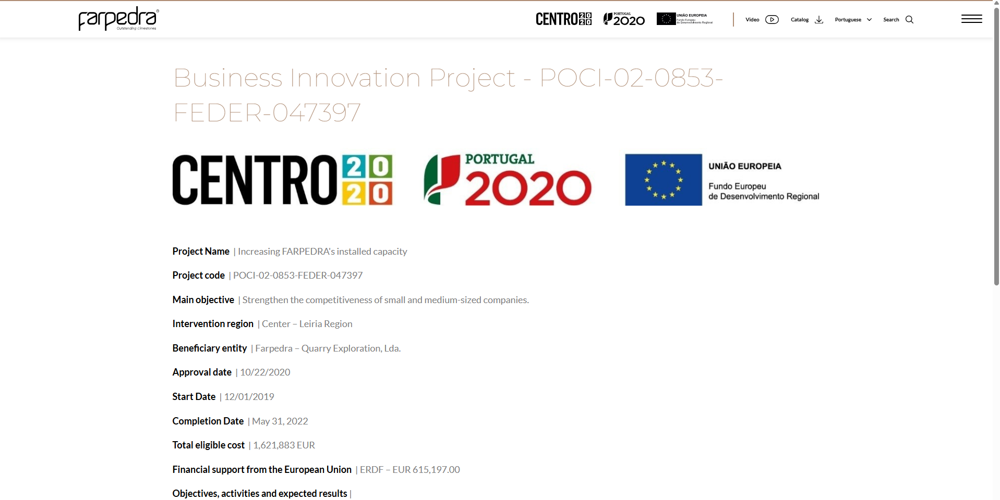 farpedra®
Outstanding Limestones
CENTRO 2020
PORTUGAL
2020
UNIÃO EUROPEIA
Fundo Europeu
de Desenvolvimento Regional
Video
Catalog
Portuguese
Search
Business Innovation Project - POCI-02-0853-
FEDER-047397
CENTRO 2020
PORTUGAL
2020
UNIÃO EUROPEIA
Fundo Europeu
de Desenvolvimento Regional
Project Name | Increasing FARPEDRA's installed capacity
Project code | POCI-02-0853-FEDER-047397
Main objective | Strengthen the competitiveness of small and medium-sized companies.
Intervention region | Center – Leiria Region
Beneficiary entity | Farpedra – Quarry Exploration, Lda.
Approval date | 10/22/2020
Start Date | 12/01/2019
Completion Date | May 31, 2022
Total eligible cost | 1,621,883 EUR
Financial support from the European Union | ERDF – EUR 615,197.00
Objectives, activities and expected results |